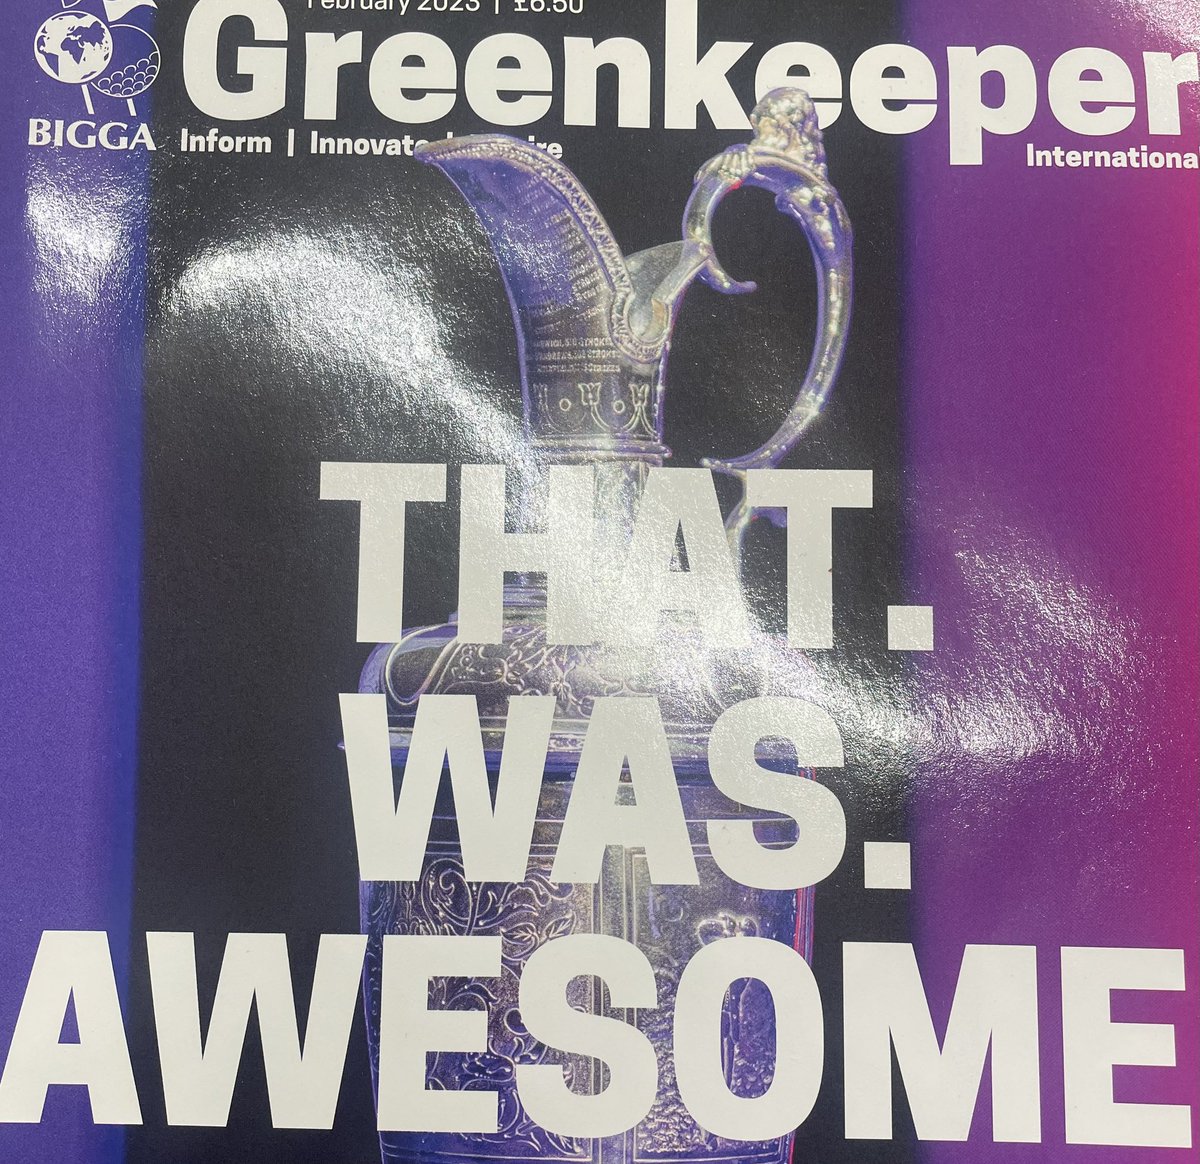 February 2023 | £6.50
Greenkeeper
BIGGA
Inform | Innovate
International
THAT.
WAS.
AWESOME